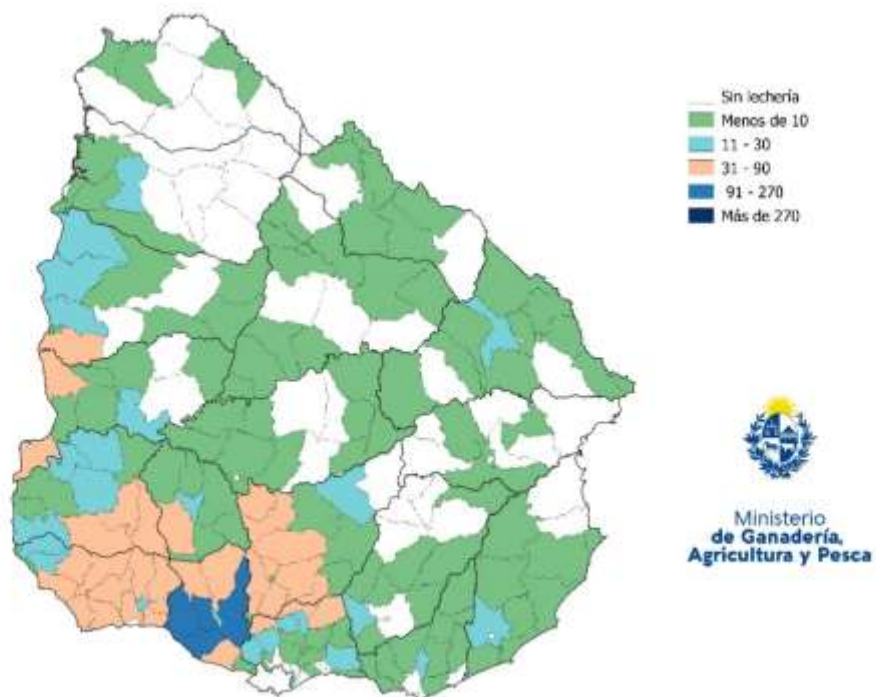 Sin lechería
Menos de 10
11 - 30
31 - 90
91 - 270
Más de 270
Ministerio
de Ganadería,
Agricultura y Pesca